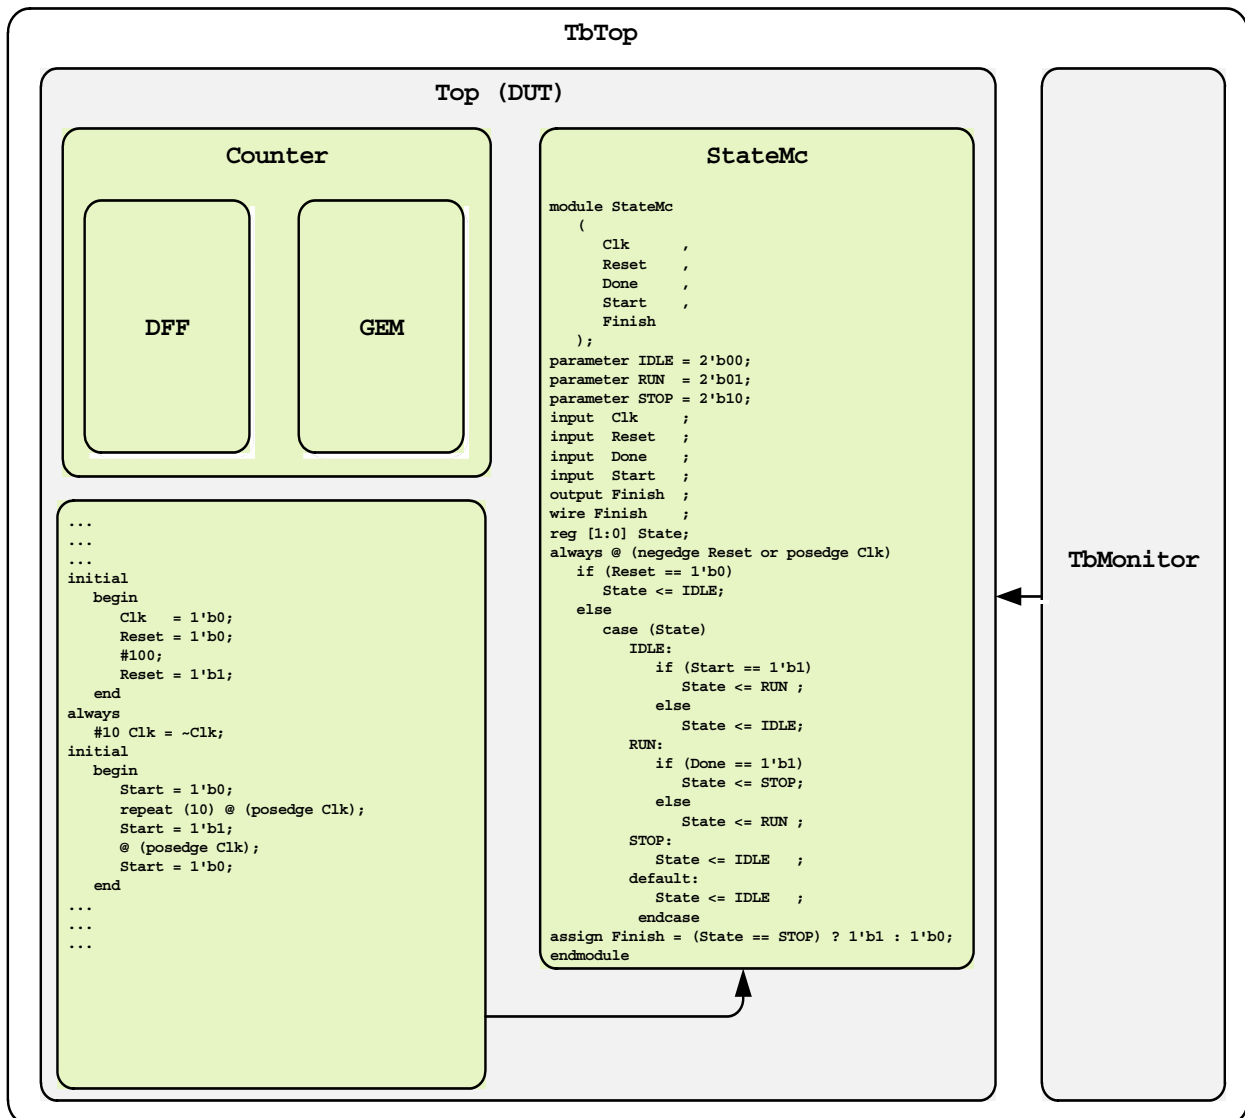 TbTop
Top (DUT)
Counter
DFF
GEM
...
...
...
initial
   begin
      Clk   = 1'b0;
      Reset = 1'b0;
      #100;
      Reset = 1'b1;
   end
always
   #10 Clk = ~Clk;
initial
   begin
      Start = 1'b0;
      repeat (10) @ (posedge Clk);
      Start = 1'b1;
      @ (posedge Clk);
      Start = 1'b0;
   end
...
...
...
StateMc
module StateMc
   (
      Clk      ,
      Reset    ,
      Done     ,
      Start    ,
      Finish
   );
parameter IDLE = 2'b00;
parameter RUN  = 2'b01;
parameter STOP = 2'b10;
input  Clk     ;
input  Reset   ;
input  Done    ;
input  Start   ;
output Finish  ;
wire Finish    ;
reg [1:0] State;
always @ (negedge Reset or posedge Clk)
   if (Reset == 1'b0)
      State <= IDLE;
   else
      case (State)
         IDLE:
            if (Start == 1'b1)
               State <= RUN ;
            else
               State <= IDLE;
         RUN:
            if (Done == 1'b1)
               State <= STOP;
            else
               State <= RUN ;
         STOP:
            State <= IDLE   ;
         default:
            State <= IDLE   ;
          endcase
assign Finish = (State == STOP) ? 1'b1 : 1'b0;
endmodule
TbMonitor